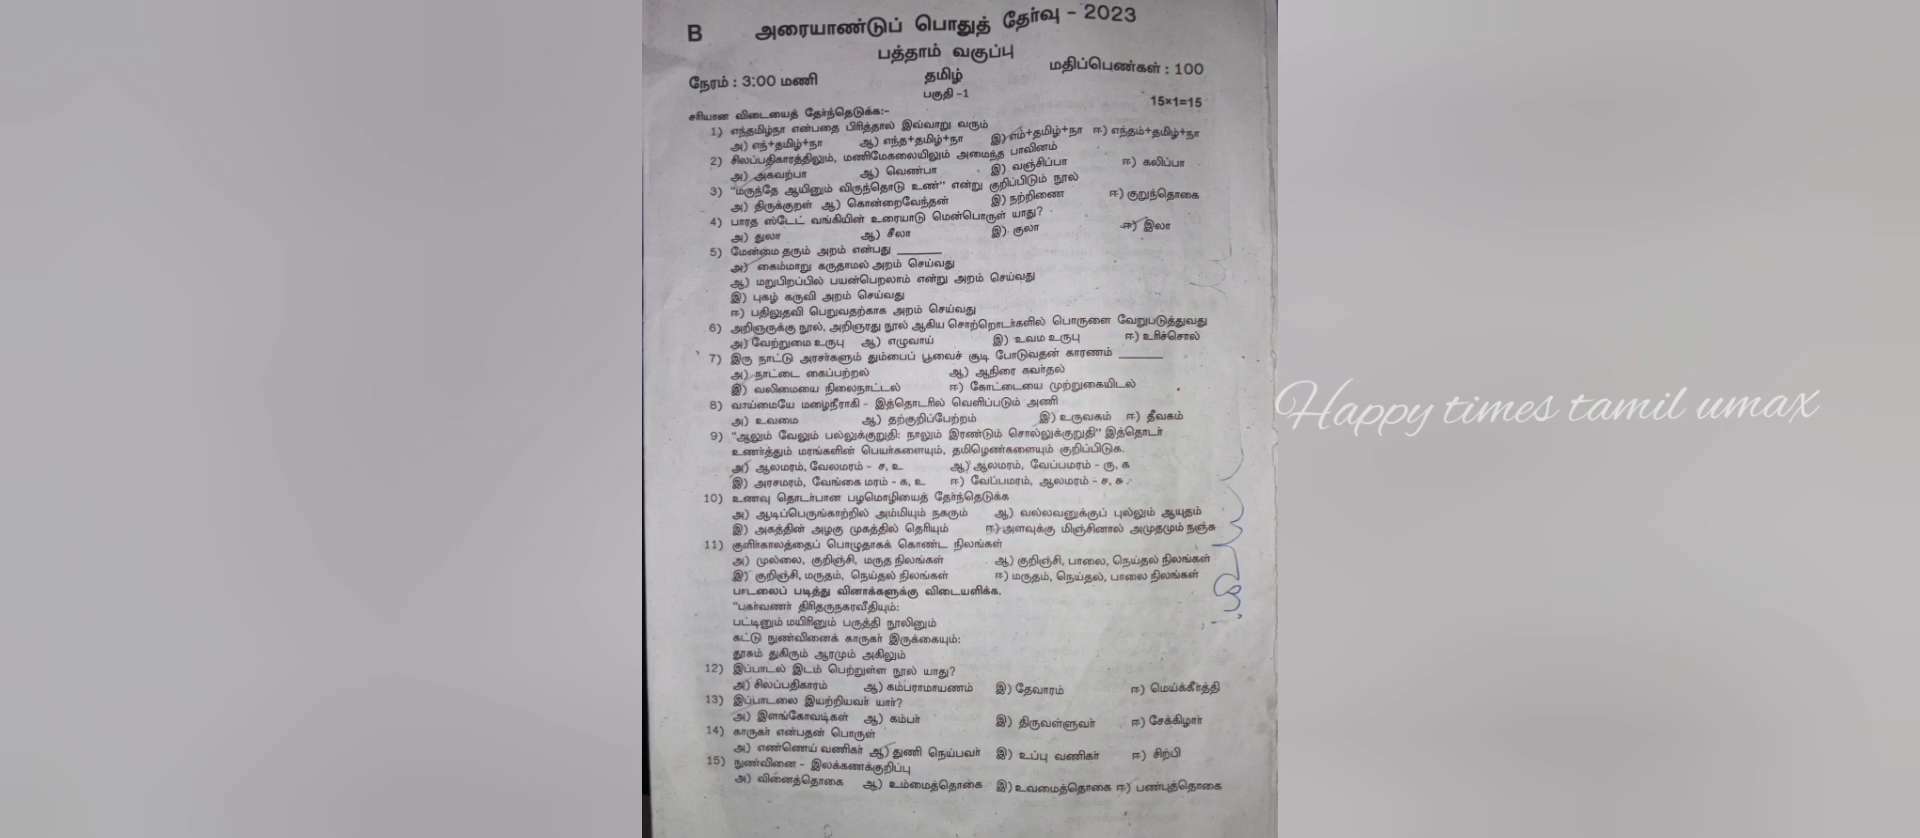 B அரையாண்டுப் பொதுத் தேர்வு - 2023
பத்தாம் வகுப்பு
நேரம் : 3:00 மணி தமிழ் மதிப்பெண்கள் : 100
பகுதி -1
சரியான விடையைத் தேர்ந்தெடுக்க:- 15×1=15
1) எந்தமிழ்நா என்பதை பிரித்தால் இவ்வாறு வரும்
அ) எந்+தமிழ்+நா ஆ) எந்த+தமிழ்+நா இ) எம்+தமிழ்+நா ஈ) எந்தம்+தமிழ்+நா
2) சிலப்பதிகாரத்திலும், மணிமேகலையிலும் அமைந்த பாவினம்
அ) அகவற்பா ஆ) வெண்பா இ) வஞ்சிப்பா ஈ) கலிப்பா
3) "மருந்தே ஆயினும் விருந்தொடு உண்" என்று குறிப்பிடும் நூல்
அ) திருக்குறள் ஆ) கொன்றைவேந்தன் இ) நற்றிணை ஈ) குறுந்தொகை
4) பாரத ஸ்டேட் வங்கியின் உரையாடு மென்பொருள் யாது?
அ) துலா ஆ) சீலா இ) குலா ஈ) இலா
5) மேன்மை தரும் அறம் என்பது ______
அ) கைம்மாறு கருதாமல் அறம் செய்வது
ஆ) மறுபிறப்பில் பயன்பெறலாம் என்று அறம் செய்வது
இ) புகழ் கருவி அறம் செய்வது
ஈ) பதிலுதவி பெறுவதற்காக அறம் செய்வது
6) அறிஞருக்கு நூல், அறிஞரது நூல் ஆகிய சொற்றொடர்களில் பொருளை வேறுபடுத்துவது
அ) வேற்றுமை உருபு ஆ) எழுவாய் இ) உவம உருபு ஈ) உரிச்சொல்
7) இரு நாட்டு அரசர்களும் தும்பைப் பூவைச் சூடி போடுவதன் காரணம் ______
அ) நாட்டை கைப்பற்றல் ஆ) ஆநிரை கவர்தல்
இ) வலிமையை நிலைநாட்டல் ஈ) கோட்டையை முற்றுகையிடல்
8) வாய்மையே மழைநீராகி - இத்தொடரில் வெளிப்படும் அணி
அ) உவமை ஆ) தற்குறிப்பேற்றம் இ) உருவகம் ஈ) தீவகம்
9) "ஆலும் வேலும் பல்லுக்குறுதி: நாலும் இரண்டும் சொல்லுக்குறுதி" இத்தொடர்
உணர்த்தும் மரங்களின் பெயர்களையும், தமிழெண்களையும் குறிப்பிடுக.
அ) ஆலமரம், வேலமரம் - ச, உ ஆ) ஆலமரம், வேப்பமரம் - ரு, க
இ) அரசமரம், வேங்கை மரம் - க, உ ஈ) வேப்பமரம், ஆலமரம் - ச, சு
10) உணவு தொடர்பான பழமொழியைத் தேர்ந்தெடுக்க
அ) ஆடிப்பெருங்காற்றில் அம்மியும் நகரும் ஆ) வல்லவனுக்குப் புல்லும் ஆயுதம்
இ) அகத்தின் அழகு முகத்தில் தெரியும் ஈ) அளவுக்கு மிஞ்சினால் அமுதமும் நஞ்சு
11) குளிர்காலத்தைப் பொழுதாகக் கொண்ட நிலங்கள்
அ) முல்லை, குறிஞ்சி, மருத நிலங்கள் ஆ) குறிஞ்சி, பாலை, நெய்தல் நிலங்கள்
இ) குறிஞ்சி, மருதம், நெய்தல் நிலங்கள் ஈ) மருதம், நெய்தல், பாலை நிலங்கள்
பாடலைப் படித்து வினாக்களுக்கு விடையளிக்க.
"பகர்வணர் திரிதருநகரவீதியும்:
பட்டினும் மயிரினும் பருத்தி நூலினும்
கட்டு நுண்வினைக் காருகர் இருக்கையும்:
தூசும் துகிரும் ஆரமும் அகிலும்
12) இப்பாடல் இடம் பெற்றுள்ள நூல் யாது?
அ) சிலப்பதிகாரம் ஆ) கம்பராமாயணம் இ) தேவாரம் ஈ) மெய்க்கீர்த்தி
13) இப்பாடலை இயற்றியவர் யார்?
அ) இளங்கோவடிகள் ஆ) கம்பர் இ) திருவள்ளுவர் ஈ) சேக்கிழார்
14) காருகர் என்பதன் பொருள்
அ) எண்ணெய் வணிகர் ஆ) துணி நெய்பவர் இ) உப்பு வணிகர் ஈ) சிற்பி
15) நுண்வினை - இலக்கணக்குறிப்பு
அ) வினைத்தொகை ஆ) உம்மைத்தொகை இ) உவமைத்தொகை ஈ) பண்புத்தொகை
Happy times tamil umax